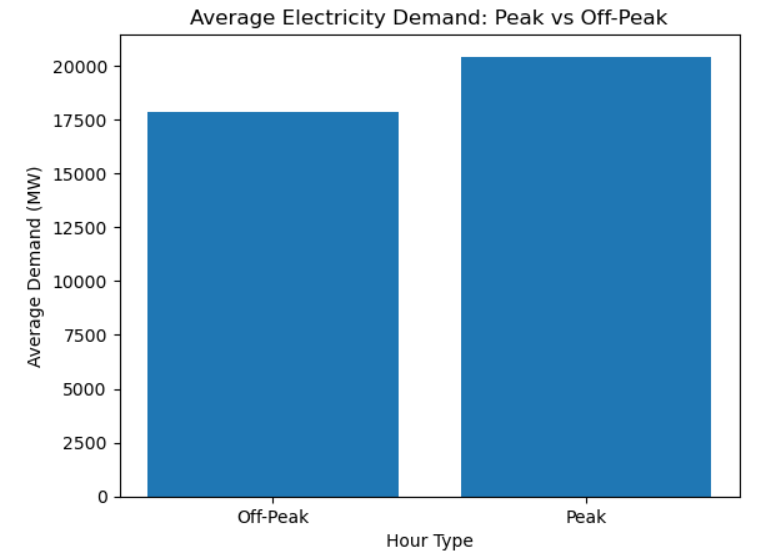 Average Electricity Demand: Peak vs Off-Peak
Average Demand (MW)
20000
17500
15000
12500
10000
7500
5000
2500
0
Off-Peak Peak
Hour Type